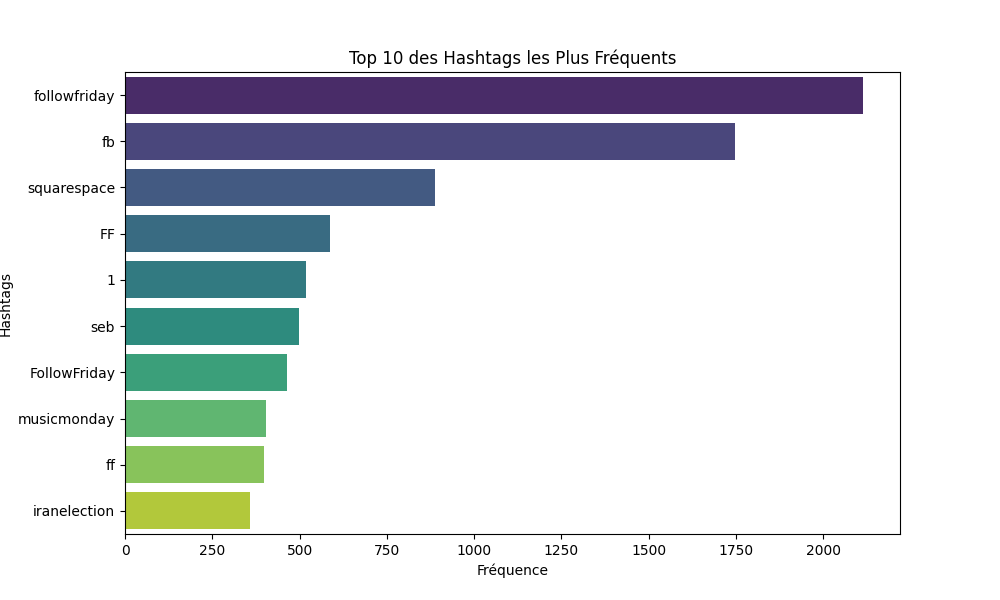 Top 10 des Hashtags les Plus Fréquents
followfriday
fb
squarespace
FF
1
seb
FollowFriday
musicmonday
ff
iranelection
Hashtags
0 250 500 750 1000 1250 1500 1750 2000
Fréquence